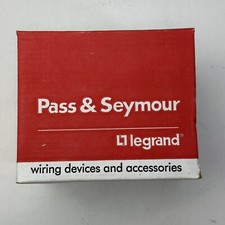 Pass & Seymour
legrand®
wiring devices and accessories